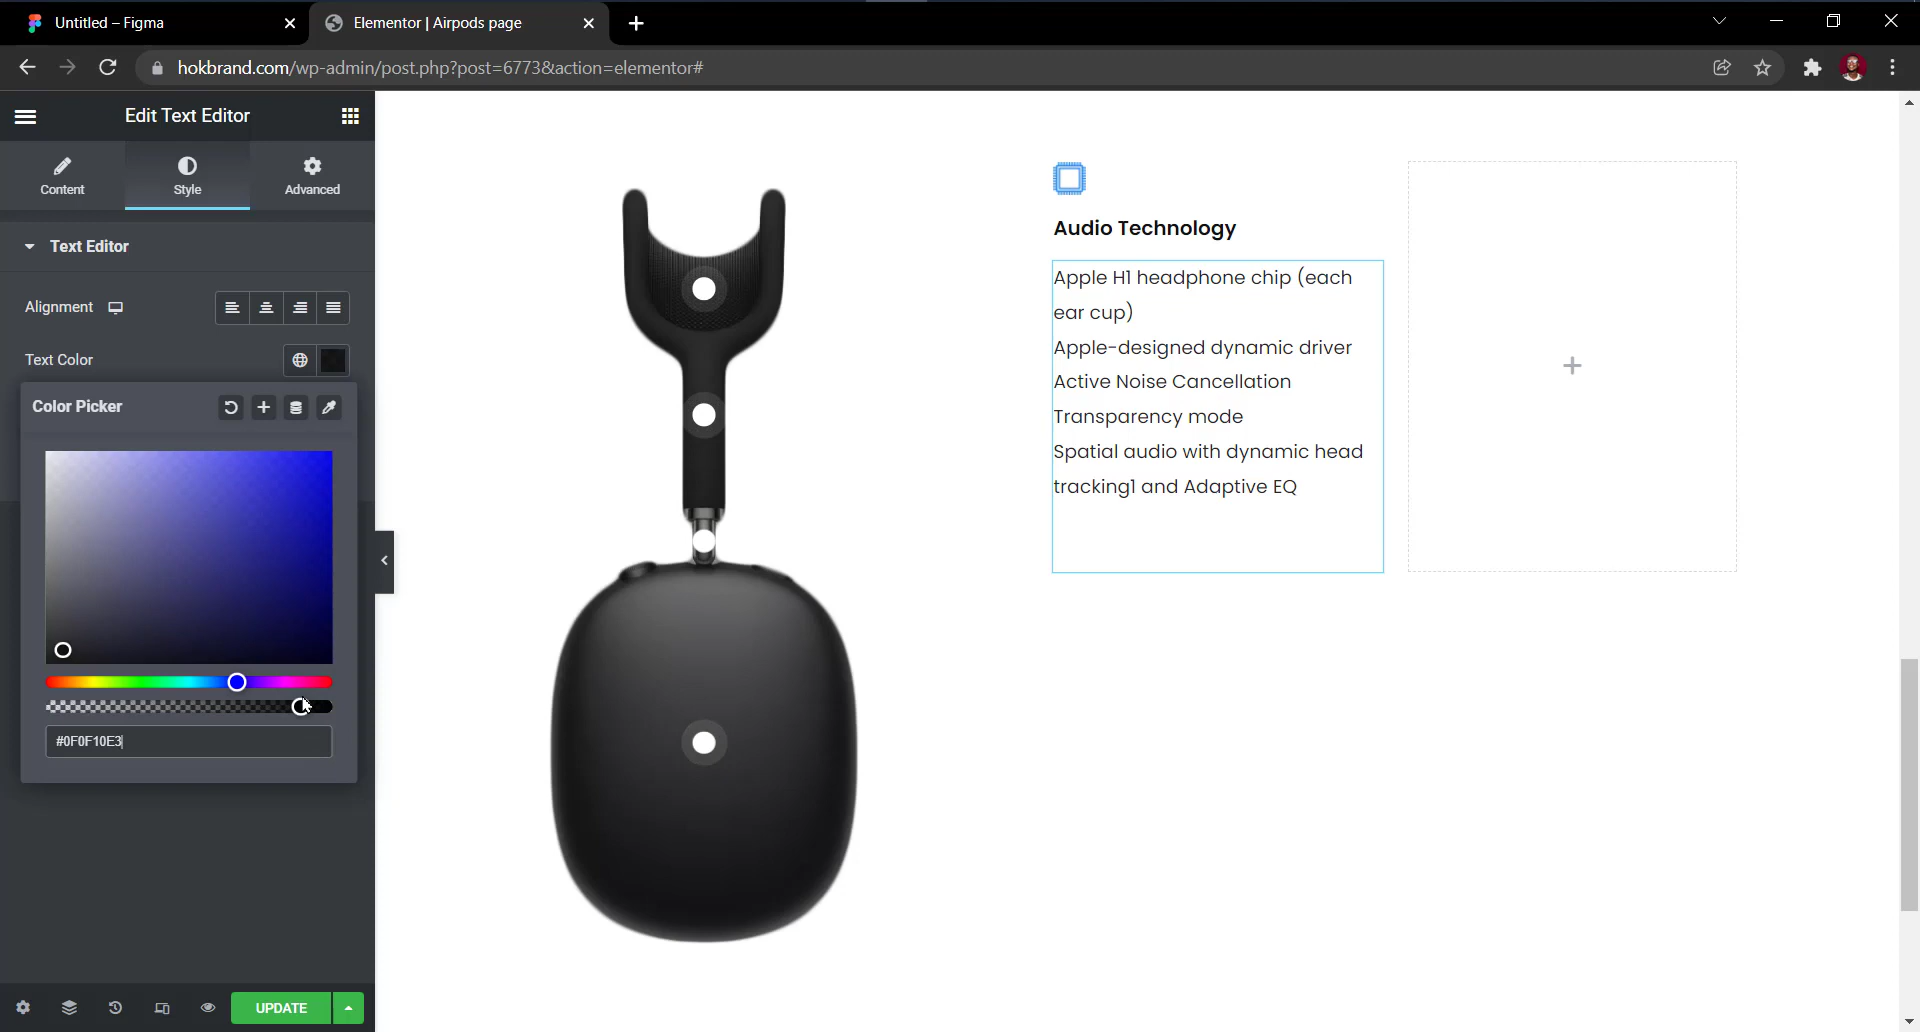 Untitled – Figma
Elementor | Airpods page
hokbrand.com/wp-admin/post.php?post=6773&action=elementor#
Edit Text Editor
Content
Style
Advanced
Text Editor
Alignment
Text Color
Color Picker
#0F0F10E3
UPDATE
Audio Technology
Apple H1 headphone chip (each
ear cup)
Apple-designed dynamic driver
Active Noise Cancellation
Transparency mode
Spatial audio with dynamic head
tracking1 and Adaptive EQ